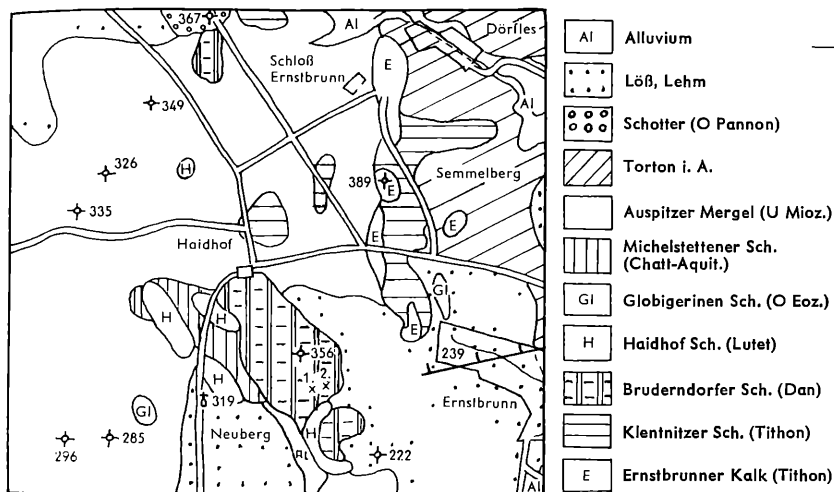 367
Al
Dörfles
Schloß
Ernstbrunn
E
Al
349
326
H
389
E
Semmelberg
335
Haidhof
E
E
Gl
H
H
E
356
239
1.
2.
x
x
H
319
Ernstbrunn
Gl
Neuberg
H
285
296
222
Al
Al Alluvium
Löß, Lehm
Schotter (O Pannon)
Torton i. A.
Auspitzer Mergel (U Mioz.)
Michelstettener Sch.
(Chatt-Aquit.)
Gl Globigerinen Sch. (O Eoz.)
H Haidhof Sch. (Lutet)
Bruderndorfer Sch. (Dan)
Klentnitzer Sch. (Tithon)
E Ernstbrunner Kalk (Tithon)